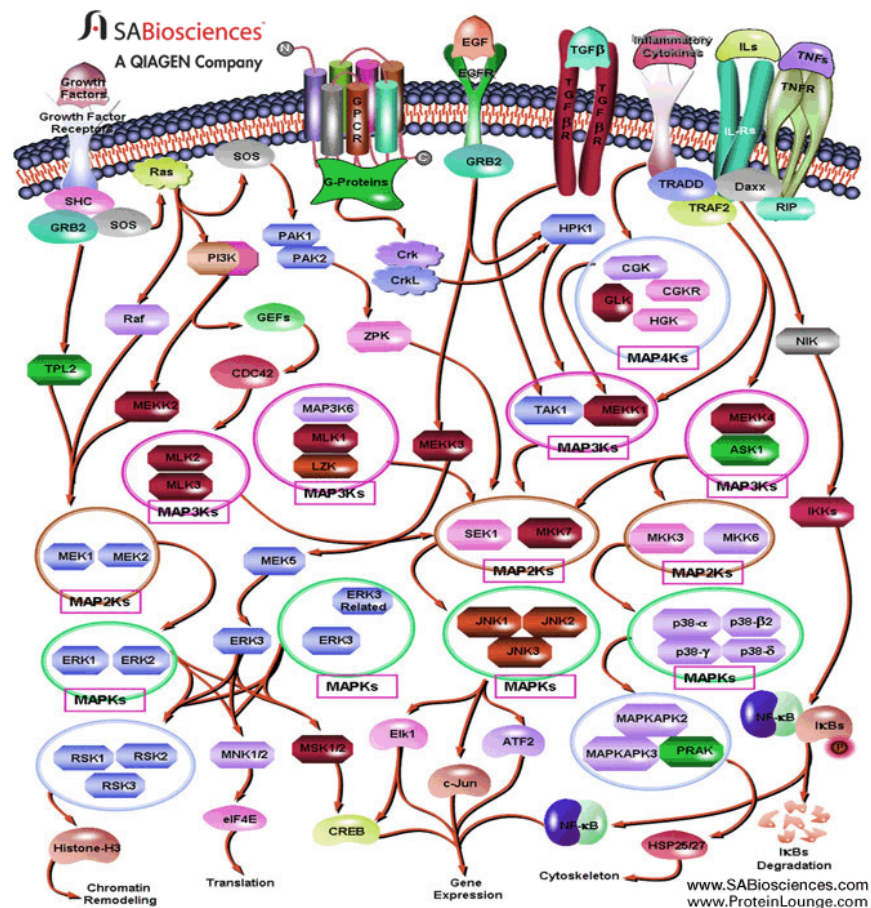 SABiosciences™
A QIAGEN Company
Growth
Factors
Growth Factor
Receptors
N
GPCR
C
G-Proteins
EGF
EGFR
GRB2
TGFβ
TGFβR
TGFβR
Inflammatory
Cytokines
ILs
IL-Rs
TNFs
TNFR
TRADD
Daxx
TRAF2
RIP
SHC
GRB2
SOS
Ras
SOS
PI3K
PAK1
PAK2
Crk
CrkL
HPK1
CGK
CGKR
GLK
HGK
MAP4Ks
Raf
GEFs
ZPK
NIK
TPL2
CDC42
MEKK2
MAP3K6
MLK1
LZK
MAP3Ks
MEKK3
TAK1
MEKK1
MAP3Ks
MEKK4
ASK1
MAP3Ks
MLK2
MLK3
MAP3Ks
IKKs
MEK1
MEK2
MAP2Ks
MEK5
SEK1
MKK7
MAP2Ks
MKK3
MKK6
MAP2Ks
ERK3
Related
ERK3
MAPKs
ERK1
ERK2
MAPKs
ERK3
JNK1
JNK2
JNK3
MAPKs
p38-α
p38-β2
p38-γ
p38-δ
MAPKs
NF-κB
IκBs
P
RSK1
RSK2
RSK3
MNK1/2
MSK1/2
Elk1
ATF2
c-Jun
MAPKAPK2
MAPKAPK3
PRAK
Histone-H3
eIF4E
CREB
NF-κB
HSP25/27
IκBs
Degradation
Chromatin
Remodeling
Translation
Gene
Expression
Cytoskeleton
www.SABiosciences.com
www.ProteinLounge.com